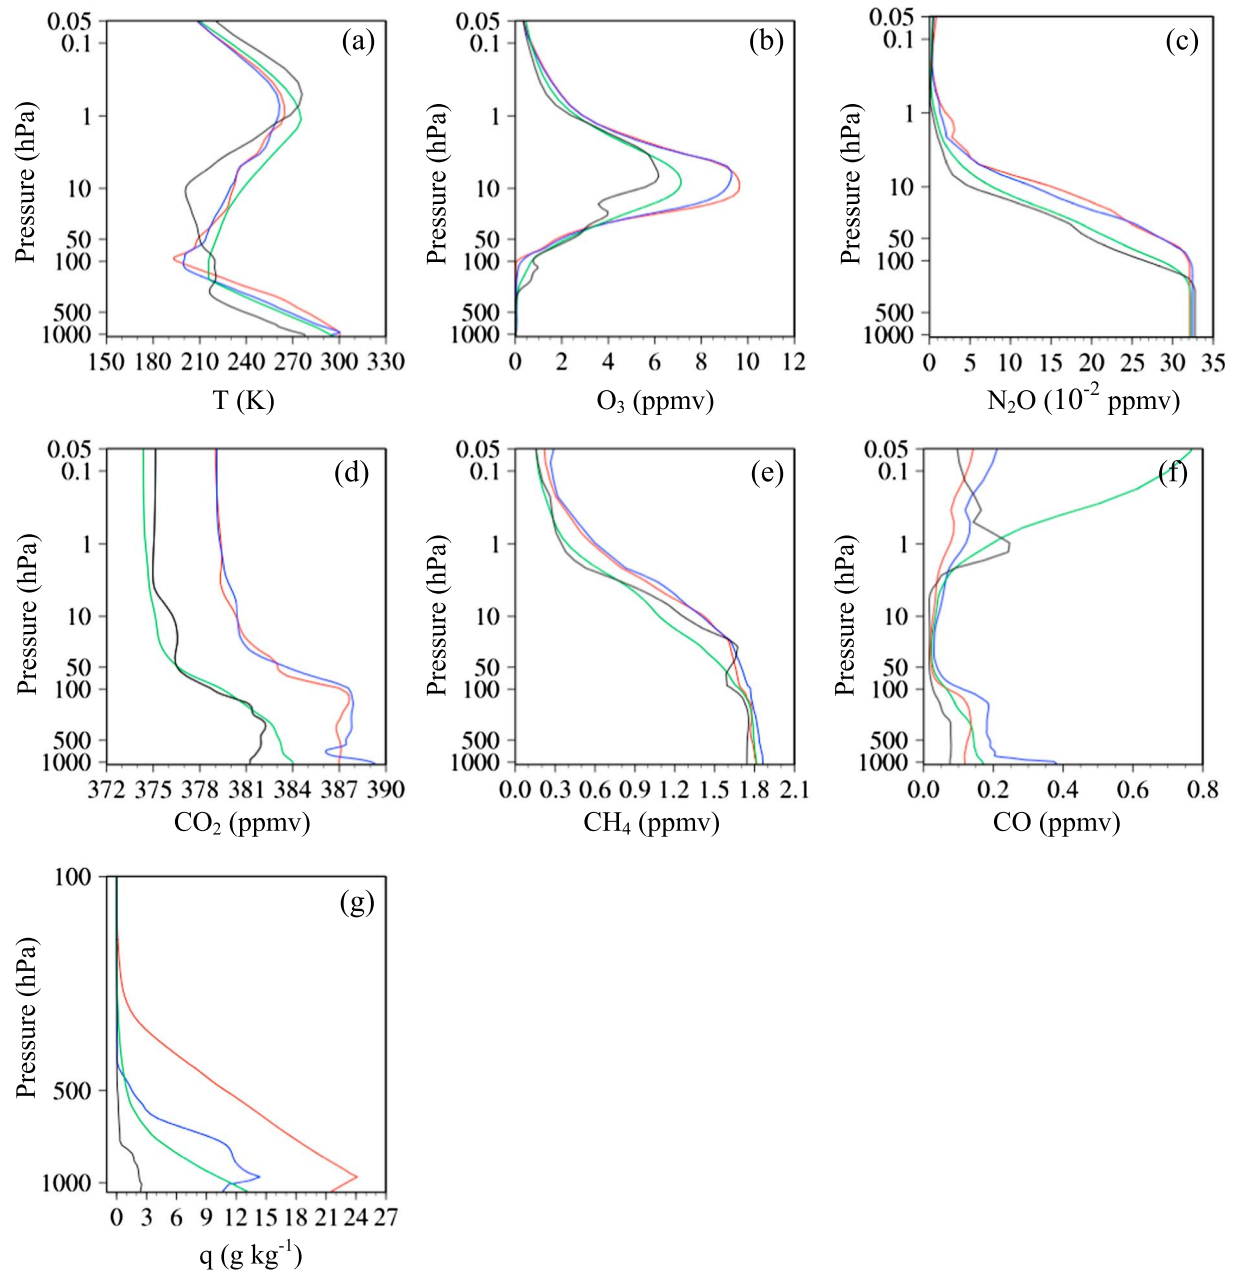 (a)
0.05
0.1
1
10
50
100
500
1000
150 180 210 240 270 300 330
Pressure (hPa)
T (K)
(b)
0.05
0.1
1
10
50
100
500
1000
0 2 4 6 8 10 12
Pressure (hPa)
O₃ (ppmv)
(c)
0.05
0.1
1
10
50
100
500
1000
0 5 10 15 20 25 30 35
Pressure (hPa)
N₂O (10⁻² ppmv)
(d)
0.05
0.1
1
10
50
100
500
1000
372 375 378 381 384 387 390
Pressure (hPa)
CO₂ (ppmv)
(e)
0.05
0.1
1
10
50
100
500
1000
0.0 0.3 0.6 0.9 1.2 1.5 1.8 2.1
Pressure (hPa)
CH₄ (ppmv)
(f)
0.05
0.1
1
10
50
100
500
1000
0.0 0.2 0.4 0.6 0.8
Pressure (hPa)
CO (ppmv)
(g)
100
500
1000
0 3 6 9 12 15 18 21 24 27
Pressure (hPa)
q (g kg⁻¹)